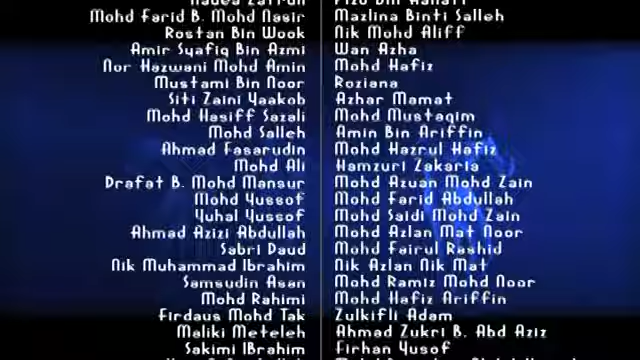 Mohd Farid B. Mohd Nasir
Rostan Bin Wook
Amir Syafiq Bin Azmi
Nor Hazwani Mohd Amin
Mustami Bin Noor
Siti Zaini Yaakob
Mohd Hasiff Sazali
Mohd Salleh
Ahmad Fasarudin
Mohd Ali
Drafat B. Mohd Mansur
Mohd Yussof
Yuhal Yussof
Ahmad Azizi Abdullah
Sabri Daud
Nik Muhammad Ibrahim
Samsudin Asan
Mohd Rahimi
Firdaus Mohd Tak
Maliki Meteleh
Sakimi IBrahim
Mazlina Binti Salleh
Nik Mohd Aliff
Wan Azha
Mohd Hafiz
Roziana
Azhar Mamat
Mohd Mustaqim
Amin Bin Ariffin
Mohd Hazrul Hafiz
Hamzuri Zakaria
Mohd Azuan Mohd Zain
Mohd Farid Abdullah
Mohd Saidi Mohd Zain
Mohd Azlan Mat Noor
Mohd Fairul Rashid
Nik Azlan Nik Mat
Mohd Ramiz Mohd Noor
Mohd Hafiz Ariffin
Zulkifli Adam
Ahmad Zukri B. Abd Aziz
Firhan Yusof